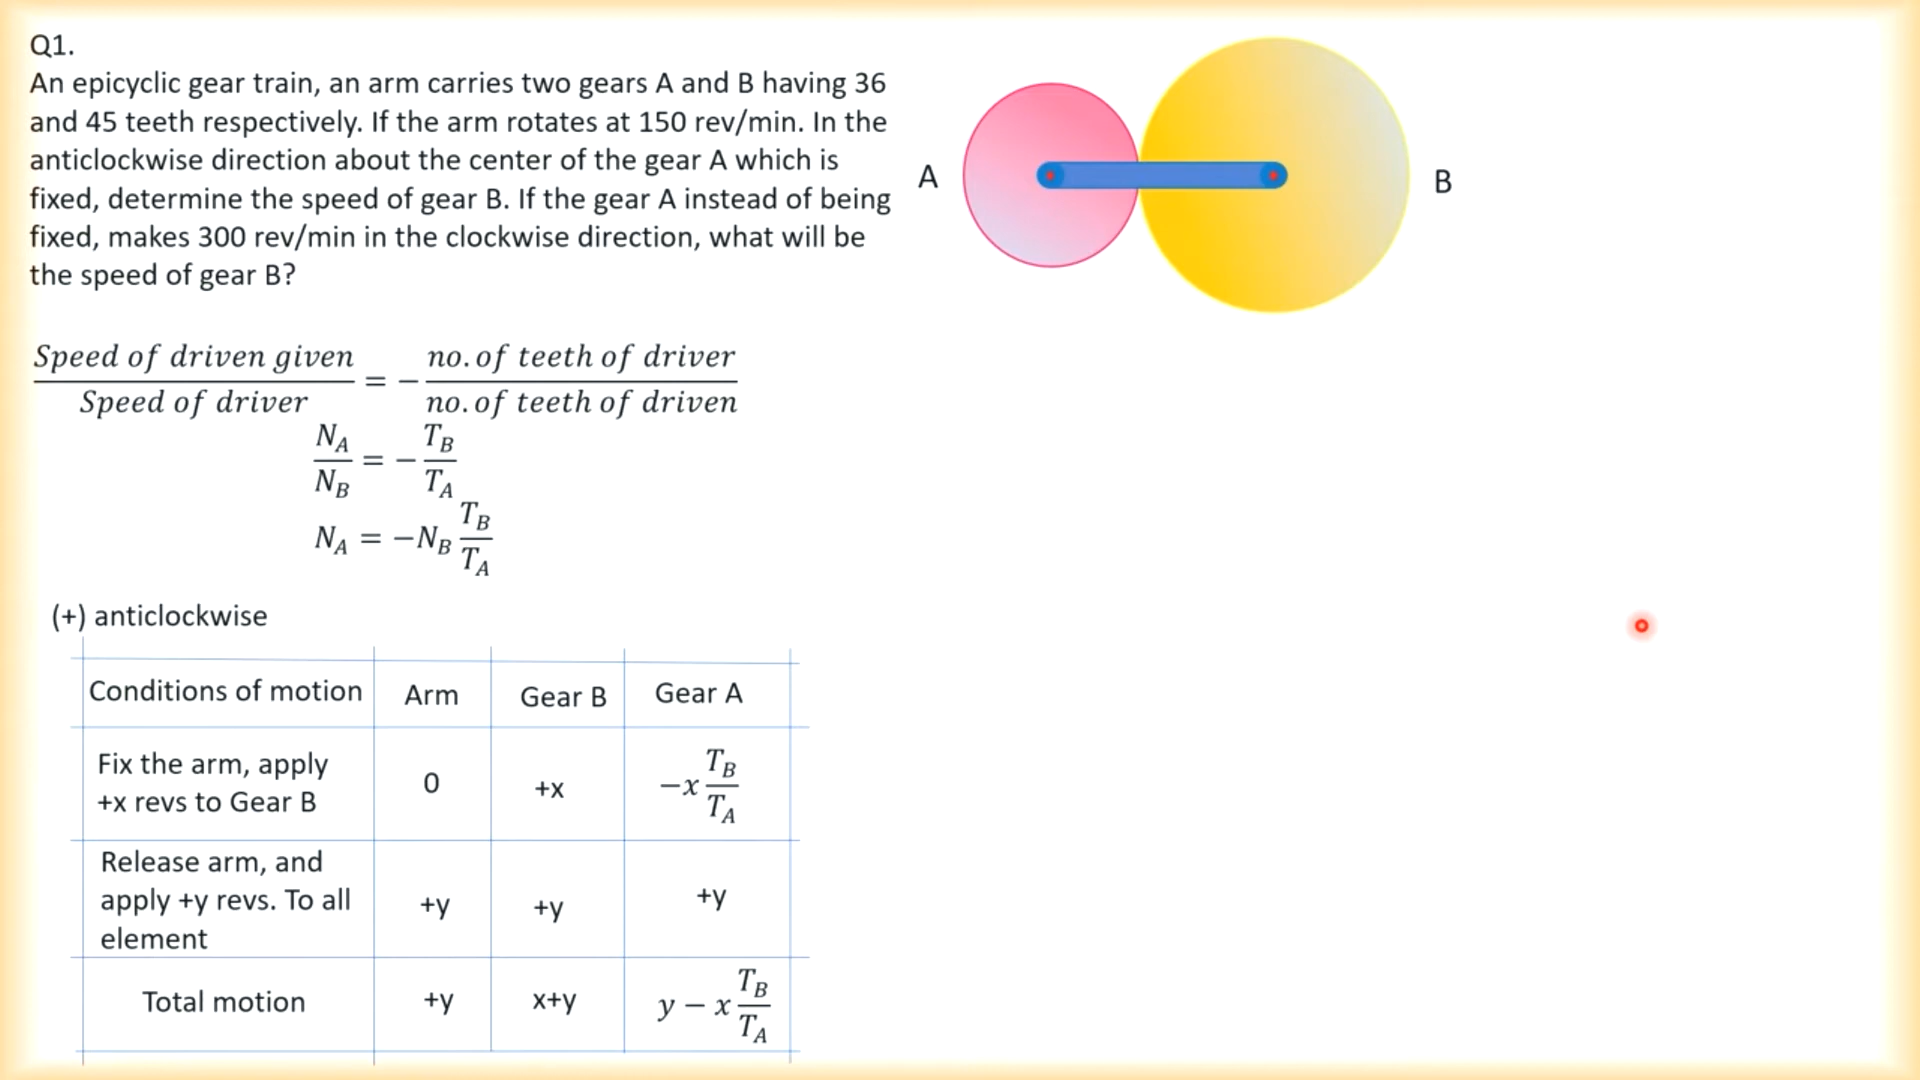 Q1.
An epicyclic gear train, an arm carries two gears A and B having 36
and 45 teeth respectively. If the arm rotates at 150 rev/min. In the
anticlockwise direction about the center of the gear A which is
fixed, determine the speed of gear B. If the gear A instead of being
fixed, makes 300 rev/min in the clockwise direction, what will be
the speed of gear B?
A
B
Speed of driven given / Speed of driver = − no. of teeth of driver / no. of teeth of driven
N_A / N_B = − T_B / T_A
N_A = −N_B T_B / T_A
(+) anticlockwise
Conditions of motion Arm Gear B Gear A
Fix the arm, apply
+x revs to Gear B
0 +x −x T_B / T_A
Release arm, and
apply +y revs. To all
element
+y +y +y
Total motion +y x+y y − x T_B / T_A